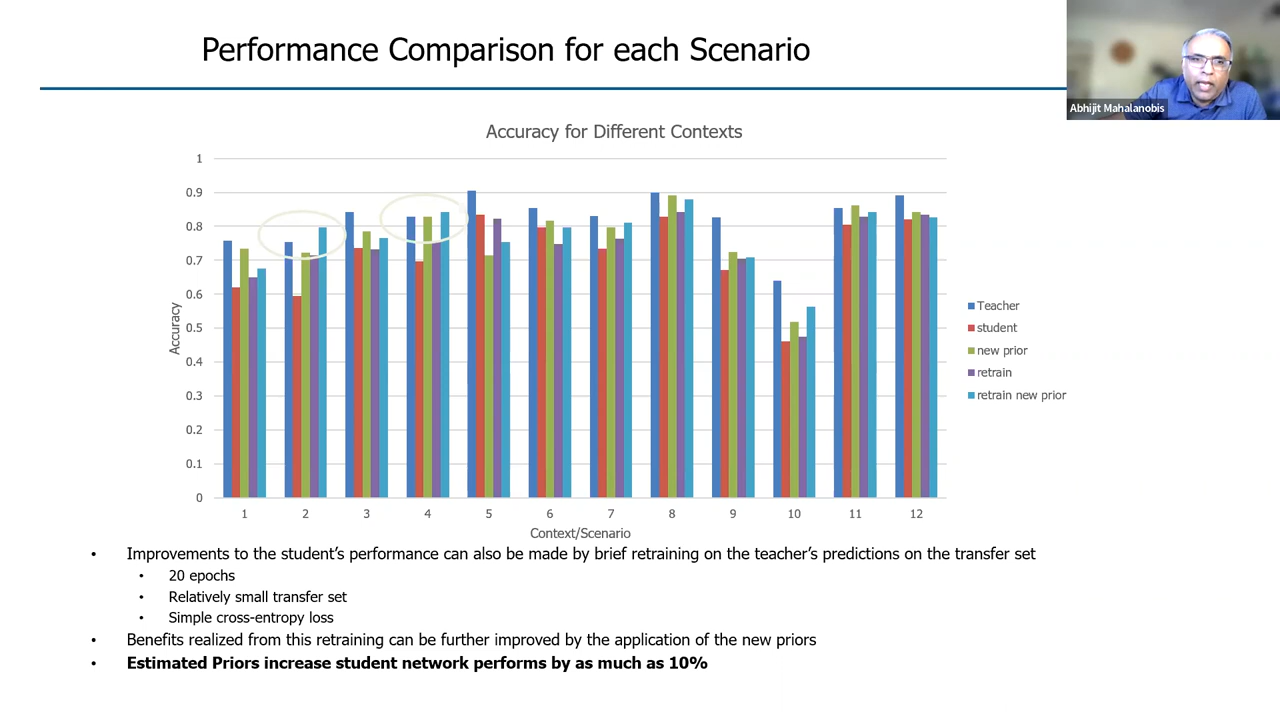 Performance Comparison for each Scenario
Abhijit Mahalanobis
Accuracy for Different Contexts
1
0.9
0.8
0.7
0.6
0.5
0.4
0.3
0.2
0.1
0
Accuracy
1 2 3 4 5 6 7 8 9 10 11 12
Context/Scenario
Teacher
student
new prior
retrain
retrain new prior
• Improvements to the student's performance can also be made by brief retraining on the teacher's predictions on the transfer set
• 20 epochs
• Relatively small transfer set
• Simple cross-entropy loss
• Benefits realized from this retraining can be further improved by the application of the new priors
• Estimated Priors increase student network performs by as much as 10%